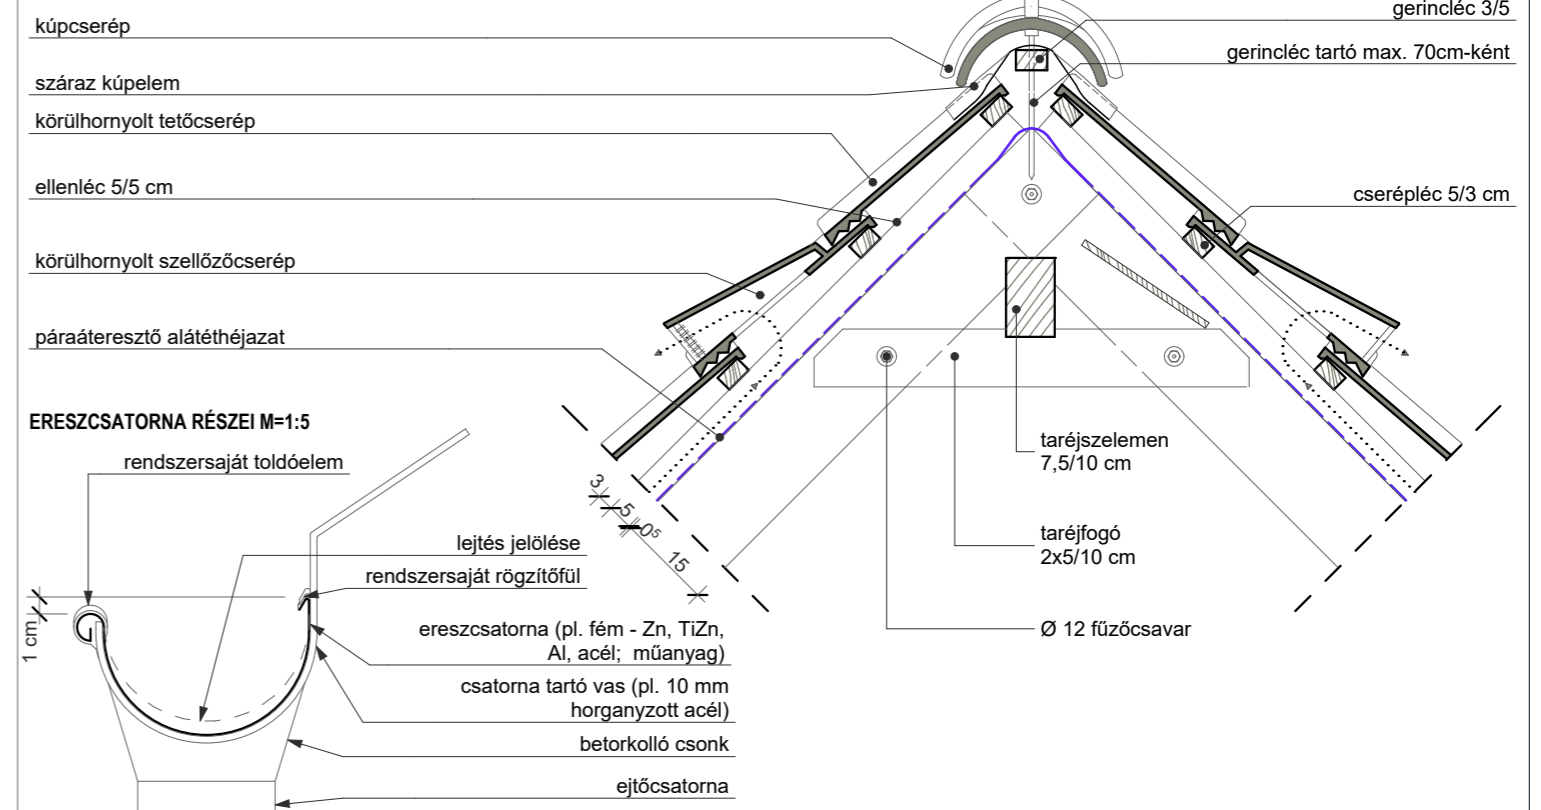 kúpcserép
száraz kúpelem
körülhornyolt tetőcserép
ellenléc 5/5 cm
körülhornyolt szellőzőcserép
páraáteresztő alátéthéjazat
gerincléc 3/5
gerincléc tartó max. 70cm-ként
cserépléc 5/3 cm
taréjszelemen
7,5/10 cm
taréjfogó
2x5/10 cm
Ø 12 fűzőcsavar
3
5
0⁵
15
ERESZCSATORNA RÉSZEI M=1:5
rendszersaját toldóelem
lejtés jelölése
rendszersaját rögzítőfül
1 cm
ereszcsatorna (pl. fém - Zn, TiZn,
Al, acél; műanyag)
csatorna tartó vas (pl. 10 mm
horganyzott acél)
betorkolló csonk
ejtőcsatorna